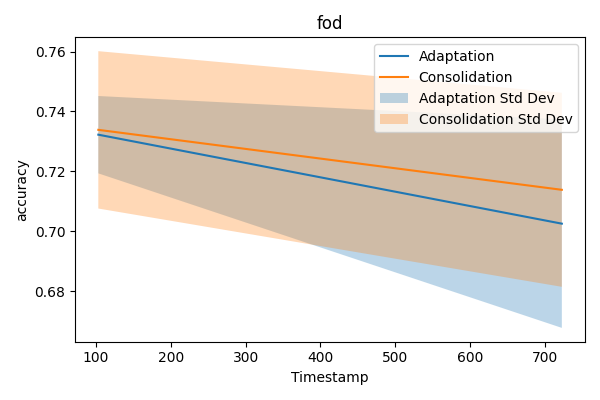 fod
0.76
0.74
0.72
0.70
0.68
accuracy
Adaptation
Consolidation
Adaptation Std Dev
Consolidation Std Dev
100 200 300 400 500 600 700
Timestamp